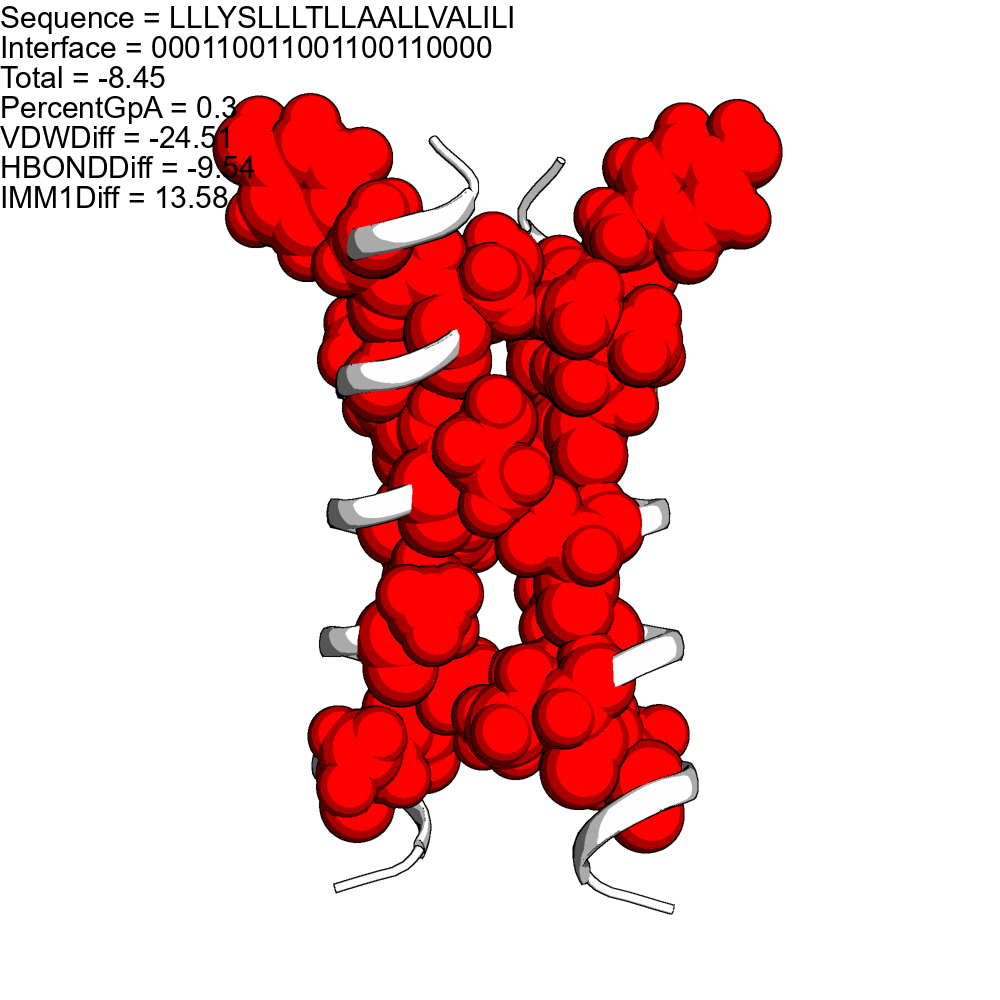 Sequence = LLLYSLLLTLLAALLVALILI
Interface = 000110011001100110000
Total = -8.45
PercentGpA = 0.3
VDWDiff = -24.51
HBONDDiff = -9.54
IMM1Diff = 13.58